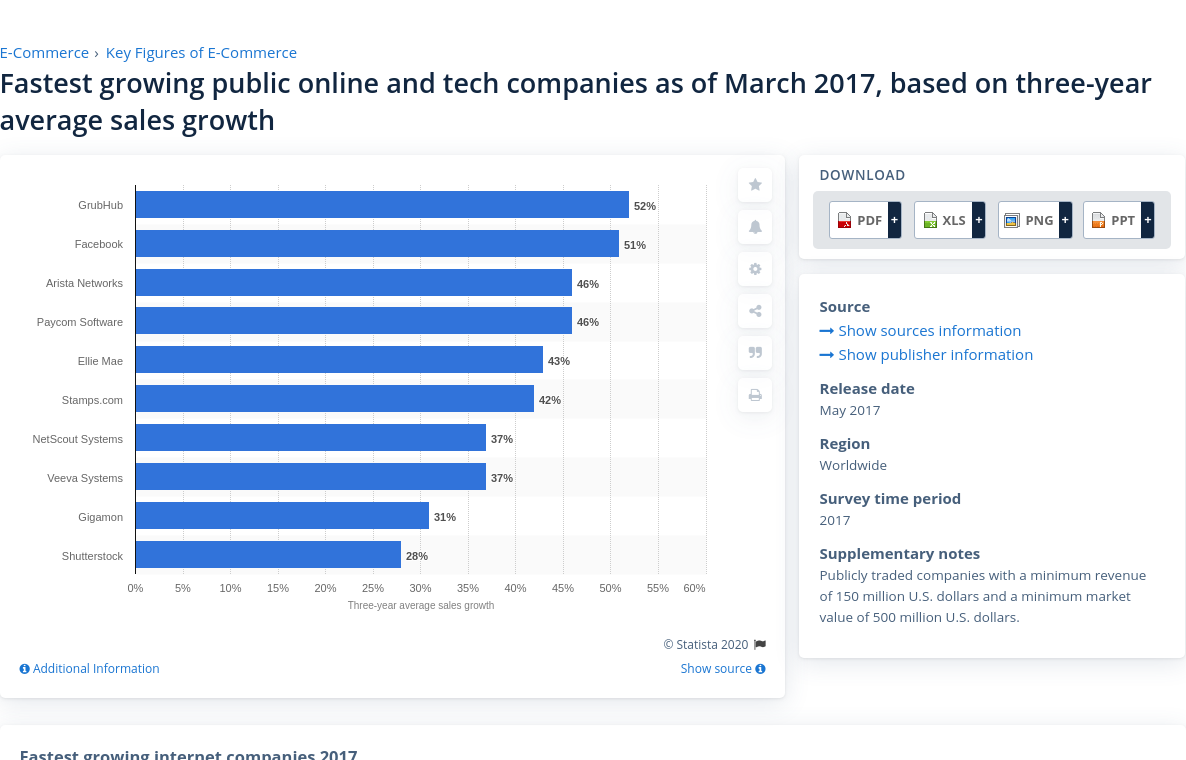 E-Commerce › Key Figures of E-Commerce
Fastest growing public online and tech companies as of March 2017, based on three-year
average sales growth
GrubHub 52%
Facebook 51%
Arista Networks 46%
Paycom Software 46%
Ellie Mae 43%
Stamps.com 42%
NetScout Systems 37%
Veeva Systems 37%
Gigamon 31%
Shutterstock 28%
0% 5% 10% 15% 20% 25% 30% 35% 40% 45% 50% 55% 60%
Three-year average sales growth
© Statista 2020
Additional Information
Show source
DOWNLOAD
PDF + XLS + PNG + PPT +
Source
Show sources information
Show publisher information
Release date
May 2017
Region
Worldwide
Survey time period
2017
Supplementary notes
Publicly traded companies with a minimum revenue
of 150 million U.S. dollars and a minimum market
value of 500 million U.S. dollars.
Fastest growing internet companies 2017